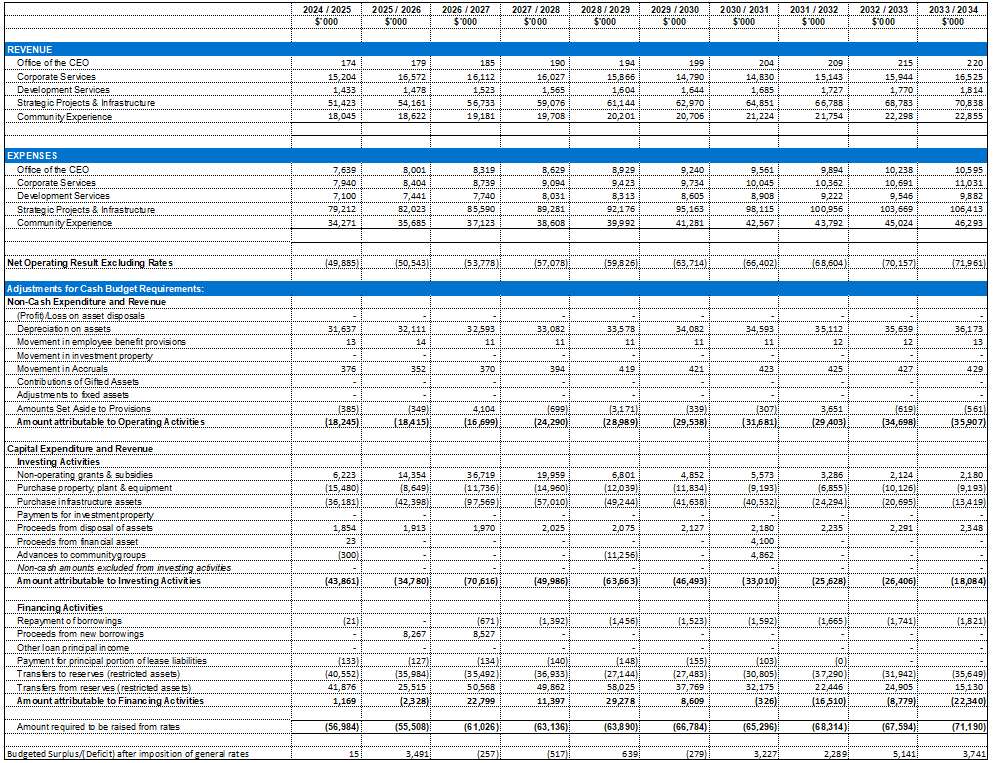 2024 / 2025 2025 / 2026 2026 / 2027 2027 / 2028 2028 / 2029 2029 / 2030 2030 / 2031 2031 / 2032 2032 / 2033 2033 / 2034
$'000 $'000 $'000 $'000 $'000 $'000 $'000 $'000 $'000 $'000
REVENUE
Office of the CEO 174 179 185 190 194 199 204 209 215 220
Corporate Services 15,204 16,572 16,112 16,027 15,866 14,790 14,830 15,143 15,944 16,525
Development Services 1,433 1,478 1,523 1,565 1,604 1,644 1,685 1,727 1,770 1,814
Strategic Projects & Infrastructure 51,423 54,161 56,733 59,076 61,144 62,970 64,851 66,788 68,783 70,838
Community Experience 18,045 18,622 19,181 19,708 20,201 20,706 21,224 21,754 22,298 22,855
EXPENSES
Office of the CEO 7,639 8,001 8,319 8,629 8,929 9,240 9,561 9,894 10,238 10,595
Corporate Services 7,940 8,404 8,739 9,094 9,423 9,734 10,045 10,362 10,691 11,031
Development Services 7,100 7,441 7,740 8,031 8,313 8,605 8,908 9,222 9,546 9,882
Strategic Projects & Infrastructure 79,212 82,023 85,590 89,281 92,176 95,163 98,115 100,956 103,669 106,413
Community Experience 34,271 35,685 37,123 38,608 39,992 41,281 42,567 43,792 45,024 46,293
Net Operating Result Excluding Rates (49,885) (50,543) (53,778) (57,078) (59,826) (63,714) (66,402) (68,604) (70,157) (71,961)
Adjustments for Cash Budget Requirements:
Non-Cash Expenditure and Revenue
(Profit)/Loss on asset disposals - - - - - - - - - -
Depreciation on assets 31,637 32,111 32,593 33,082 33,578 34,082 34,593 35,112 35,639 36,173
Movement in employee benefit provisions 13 14 11 11 11 11 11 12 12 13
Movement in investment property - - - - - - - - - -
Movement in Accruals 376 352 370 394 419 421 423 425 427 429
Contributions of Gifted Assets - - - - - - - - - -
Adjustments to fixed assets - - - - - - - - - -
Amounts Set Aside to Provisions (385) (349) 4,104 (699) (3,171) (339) (307) 3,651 (619) (561)
Amount attributable to Operating Activities (18,245) (18,415) (16,699) (24,290) (28,989) (29,538) (31,681) (29,403) (34,698) (35,907)
Capital Expenditure and Revenue
Investing Activities
Non-operating grants & subsidies 6,223 14,354 36,719 19,959 6,801 4,852 5,573 3,286 2,124 2,180
Purchase property, plant & equipment (15,480) (8,649) (11,736) (14,960) (12,039) (11,834) (9,193) (6,855) (10,126) (9,193)
Purchase infrastructure assets (36,181) (42,398) (97,569) (57,010) (49,244) (41,638) (40,532) (24,294) (20,695) (13,419)
Payments for investment property - - - - - - - - - -
Proceeds from disposal of assets 1,854 1,913 1,970 2,025 2,075 2,127 2,180 2,235 2,291 2,348
Proceeds from financial asset 23 - - - - - 4,100 - - -
Advances to community groups (300) - - - (11,256) - 4,862 - - -
Non-cash amounts excluded from investing activities - - - - - - - - - -
Amount attributable to Investing Activities (43,861) (34,780) (70,616) (49,986) (63,663) (46,493) (33,010) (25,628) (26,406) (18,084)
Financing Activities
Repayment of borrowings (21) - (671) (1,392) (1,456) (1,523) (1,592) (1,665) (1,741) (1,821)
Proceeds from new borrowings - 8,267 8,527 - - - - - - -
Other loan principal income - - - - - - - - - -
Payment for principal portion of lease liabilities (133) (127) (134) (140) (148) (155) (103) (0) - -
Transfers to reserves (restricted assets) (40,552) (35,984) (35,492) (36,933) (27,144) (27,483) (30,805) (37,290) (31,942) (35,649)
Transfers from reserves (restricted assets) 41,876 25,515 50,568 49,862 58,025 37,769 32,175 22,446 24,905 15,130
Amount attributable to Financing Activities 1,169 (2,328) 22,799 11,397 29,278 8,609 (326) (16,510) (8,779) (22,340)
Amount required to be raised from rates (56,984) (55,508) (61,026) (63,136) (63,890) (66,784) (65,296) (68,314) (67,594) (71,190)
Budgeted Surplus/(Deficit) after imposition of general rates 15 3,491 (257) (517) 639 (279) 3,227 2,289 5,141 3,741